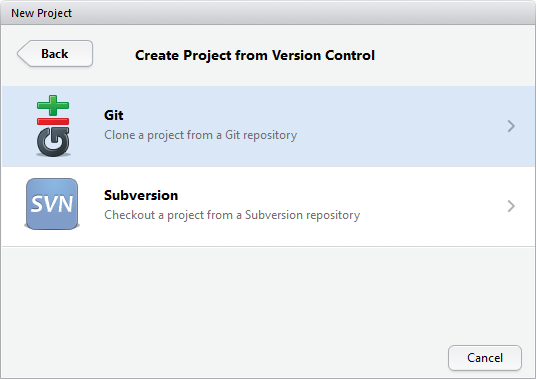 New Project
Back
Create Project from Version Control
Git
Clone a project from a Git repository
SVN
Subversion
Checkout a project from a Subversion repository
Cancel